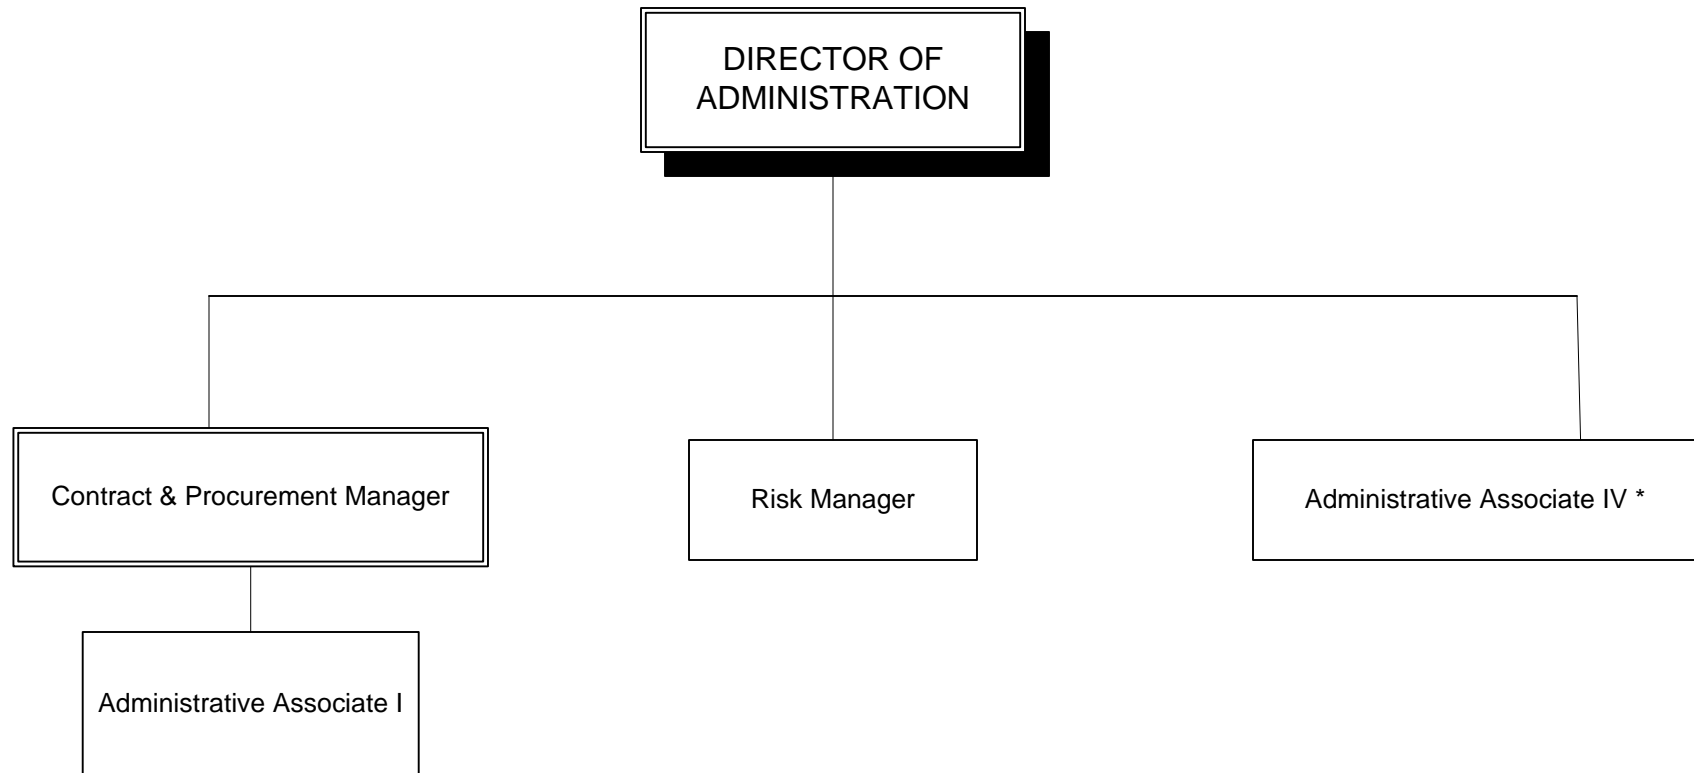 DIRECTOR OF
ADMINISTRATION
Contract & Procurement Manager
Risk Manager
Administrative Associate IV *
Administrative Associate I